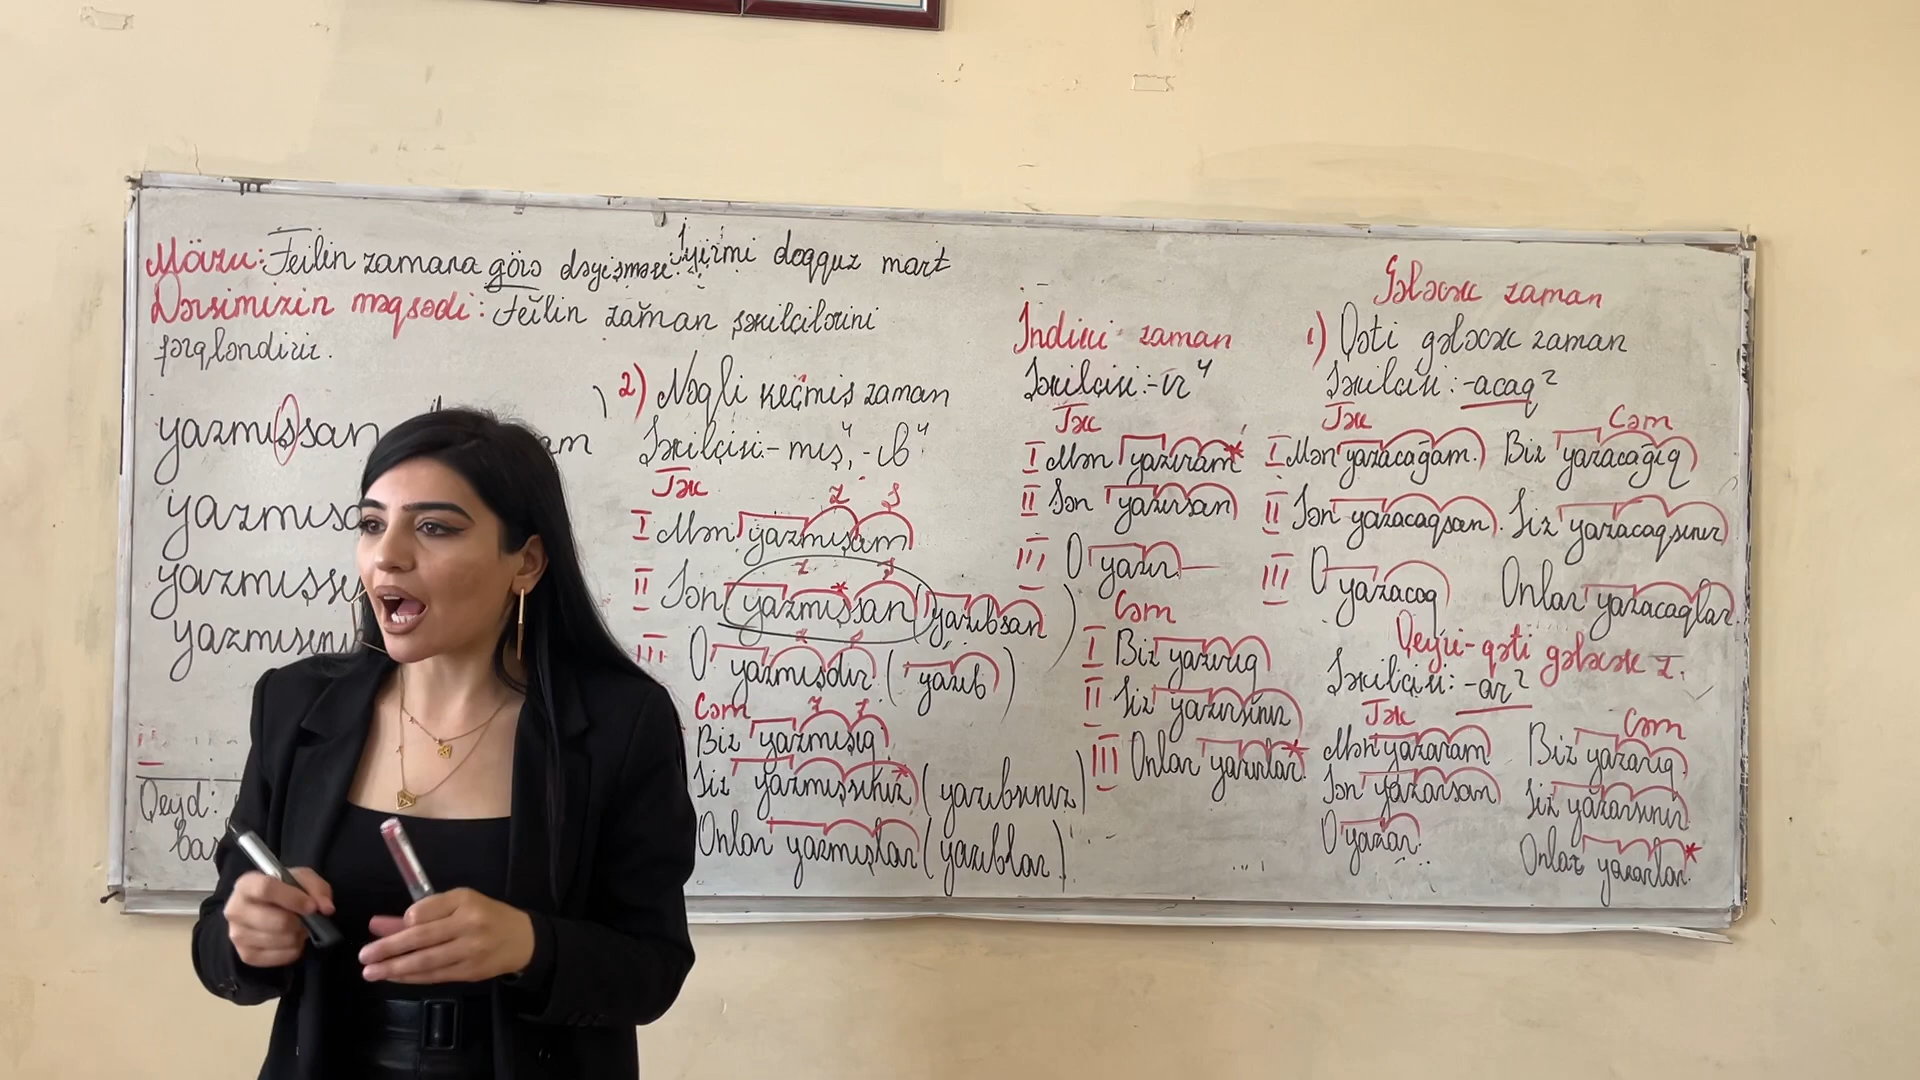 Mövzu: Feilin zamana görə dəyişməsi. İyirmi doqquz mart
Dərsimizin məqsədi: Feilin zaman şəkilçilərini
fərqləndirir.
yazmışsan
yazmışsı
yazmısınız
Qeyd:
2) Nəqli keçmiş zaman
Şəkilçisi:- mış⁴, -ıb⁴
Tək
I Mən yazmışam
II Sən (yazmışsan) (yazıbsan)
III O yazmışdır (yazıb)
Cəm
Biz yazmışıq
Siz yazmışsınız (yazıbsınız)
Onlar yazmışlar (yazıblar)
İndiki zaman
Şəkilçisi:-ır⁴
Tək
I Mən yazıram*
II Sən yazırsan
III O yazır
Cəm
I Biz yazırıq
II Siz yazırsınız
III Onlar yazırlar*
Gələcək zaman
1) Qəti gələcək zaman
Şəkilçisi: -acaq²
Tək Cəm
I Mən yazacağam. Biz yazacağıq
II Sən yazacaqsan. Siz yazacaqsınız
III O yazacaq Onlar yazacaqlar.
Qeyri-qəti gələcək z.
Şəkilçisi: -ar²
Tək Cəm
Mən yazaram Biz yazarıq
Sən yazarsan Siz yazarsınız
O yazar. Onlar yazarlar*